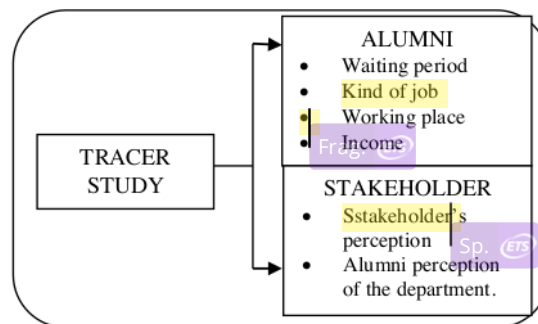 TRACER
STUDY
ALUMNI
• Waiting period
• Kind of job
• Working place
• Income
Frag. ETS
STAKEHOLDER
• Sstakeholder's
perception
Sp. ETS
• Alumni perception
of the department.